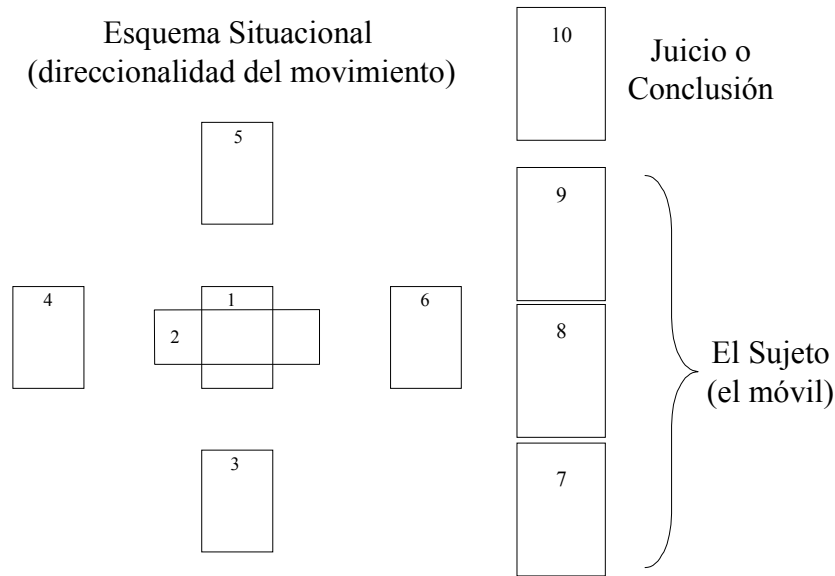 Esquema Situacional
(direccionalidad del movimiento)
10
Juicio o
Conclusión
5
9
4
1
6
2
8
El Sujeto
(el móvil)
3
7